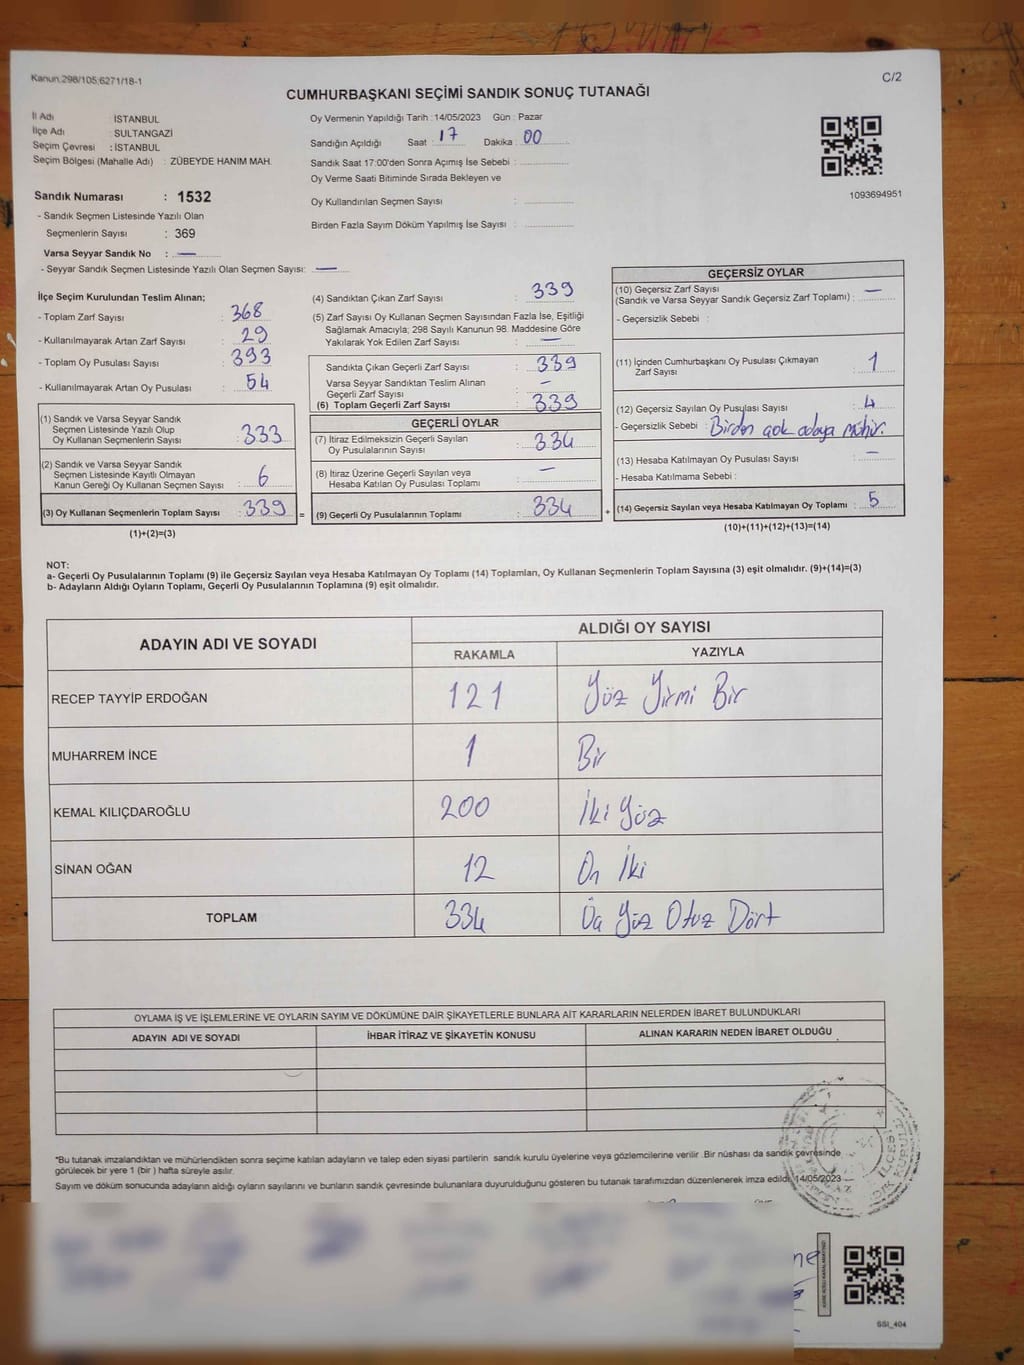 Kanun.298/105;6271/18-1
C/2
CUMHURBAŞKANI SEÇİMİ SANDIK SONUÇ TUTANAĞI
İl Adı : İSTANBUL
İlçe Adı : SULTANGAZİ
Seçim Çevresi : İSTANBUL
Seçim Bölgesi (Mahalle Adı) : ZÜBEYDE HANIM MAH.
Sandık Numarası : 1532
- Sandık Seçmen Listesinde Yazılı Olan
Seçmenlerin Sayısı : 369
Varsa Seyyar Sandık No : —
- Seyyar Sandık Seçmen Listesinde Yazılı Olan Seçmen Sayısı: —
Oy Vermenin Yapıldığı Tarih : 14/05/2023 Gün : Pazar
Sandığın Açıldığı Saat : 17 Dakika : 00
Sandık Saat 17:00'den Sonra Açımış İse Sebebi :
Oy Verme Saati Bitiminde Sırada Bekleyen ve
Oy Kullandırılan Seçmen Sayısı :
Birden Fazla Sayım Döküm Yapılmış İse Sayısı :
1093694951
İlçe Seçim Kurulundan Teslim Alınan;
- Toplam Zarf Sayısı : 368
- Kullanılmayarak Artan Zarf Sayısı : 29
- Toplam Oy Pusulası Sayısı : 393
- Kullanılmayarak Artan Oy Pusulası : 54
(1) Sandık ve Varsa Seyyar Sandık
Seçmen Listesinde Yazılı Olup
Oy Kullanan Seçmenlerin Sayısı : 333
(2) Sandık ve Varsa Seyyar Sandık
Seçmen Listesinde Kayıtlı Olmayan
Kanun Gereği Oy Kullanan Seçmen Sayısı : 6
(3) Oy Kullanan Seçmenlerin Toplam Sayısı : 339
(1)+(2)=(3)
=
(4) Sandıktan Çıkan Zarf Sayısı : 339
(5) Zarf Sayısı Oy Kullanan Seçmen Sayısından Fazla İse, Eşitliği
Sağlamak Amacıyla; 298 Sayılı Kanunun 98. Maddesine Göre
Yakılarak Yok Edilen Zarf Sayısı : —
Sandıkta Çıkan Geçerli Zarf Sayısı : 339
Varsa Seyyar Sandıktan Teslim Alınan
Geçerli Zarf Sayısı : —
(6) Toplam Geçerli Zarf Sayısı : 339
GEÇERLİ OYLAR
(7) İtiraz Edilmeksizin Geçerli Sayılan
Oy Pusulalarının Toplamı : 334
(8) İtiraz Üzerine Geçerli Sayılan veya
Hesaba Katılan Oy Pusulası Toplamı : —
(9) Geçerli Oy Pusulalarının Toplamı : 334
+
GEÇERSİZ OYLAR
(10) Geçersiz Zarf Sayısı
(Sandık ve Varsa Seyyar Sandık Geçersiz Zarf Toplamı) : —
- Geçersizlik Sebebi :
(11) İçinden Cumhurbaşkanı Oy Pusulası Çıkmayan
Zarf Sayısı : 1
(12) Geçersiz Sayılan Oy Pusulası Sayısı : 4
- Geçersizlik Sebebi : Birden çok adaya mühür.
(13) Hesaba Katılmayan Oy Pusulası Sayısı : —
- Hesaba Katılmama Sebebi :
(14) Geçersiz Sayılan veya Hesaba Katılmayan Oy Toplamı : 5
(10)+(11)+(12)+(13)=(14)
NOT:
a- Geçerli Oy Pusulalarının Toplamı (9) ile Geçersiz Sayılan veya Hesaba Katılmayan Oy Toplamı (14) Toplamları, Oy Kullanan Seçmenlerin Toplam Sayısına (3) eşit olmalıdır. (9)+(14)=(3)
b- Adayların Aldığı Oyların Toplamı, Geçerli Oy Pusulalarının Toplamına (9) eşit olmalıdır.
ADAYIN ADI VE SOYADI
ALDIĞI OY SAYISI
RAKAMLA YAZIYLA
RECEP TAYYİP ERDOĞAN 121 Yüz Yirmi Bir
MUHARREM İNCE 1 Bir
KEMAL KILIÇDAROĞLU 200 İki Yüz
SİNAN OĞAN 12 On İki
TOPLAM 334 Üç Yüz Otuz Dört
OYLAMA İŞ VE İŞLEMLERİNE VE OYLARIN SAYIM VE DÖKÜMÜNE DAİR ŞİKAYETLERLE BUNLARA AİT KARARLARIN NELERDEN İBARET BULUNDUKLARI
ADAYIN ADI VE SOYADI İHBAR İTİRAZ VE ŞİKAYETİN KONUSU ALINAN KARARIN NEDEN İBARET OLDUĞU
*Bu tutanak imzalandıktan ve mühürlendikten sonra seçime katılan adayların ve talep eden siyasi partilerin sandık kurulu üyelerine veya gözlemcilerine verilir .Bir nüshası da sandık çevresinde
görülecek bir yere 1 (bir ) hafta süreyle asılır.
Sayım ve döküm sonucunda adayların aldığı oyların sayılarını ve bunların sandık çevresinde bulunanlara duyurulduğunu gösteren bu tutanak tarafımızdan düzenlenerek imza edildi. 14/05/2023
SSI_404